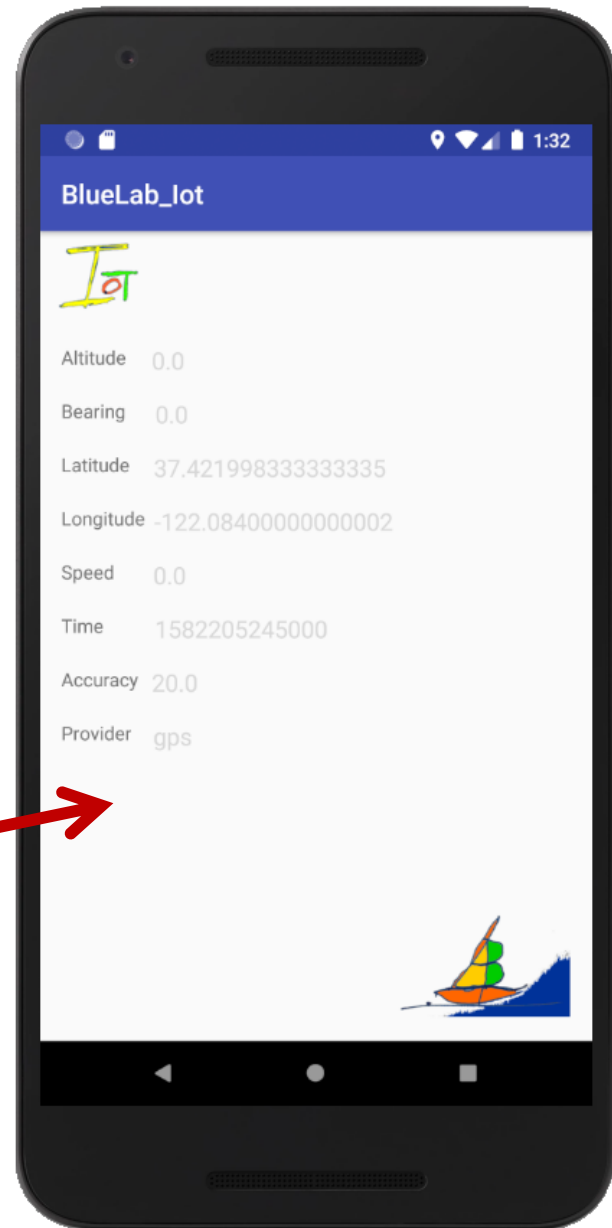 1:32
BlueLab_Iot
IoT
Altitude 0.0
Bearing 0.0
Latitude 37.421998333333335
Longitude -122.08400000000002
Speed 0.0
Time 1582205245000
Accuracy 20.0
Provider gps